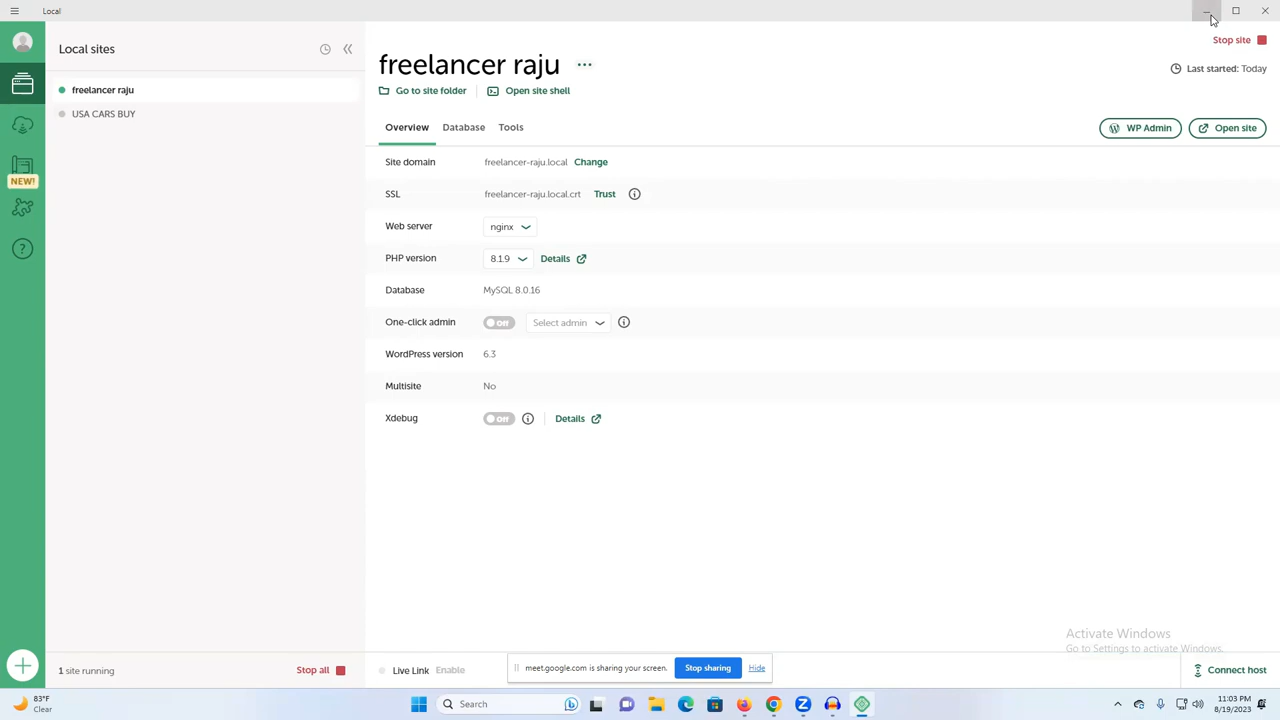 Local
Local sites
freelancer raju
USA CARS BUY
NEW!
?
1 site running
Stop all
freelancer raju
Stop site
Last started: Today
Go to site folder
Open site shell
Overview
Database
Tools
WP Admin
Open site
Site domain
freelancer-raju.local
Change
SSL
freelancer-raju.local.crt
Trust
Web server
nginx
PHP version
8.1.9
Details
Database
MySQL 8.0.16
One-click admin
Off
Select admin
WordPress version
6.3
Multisite
No
Xdebug
Off
Details
Activate Windows
Go to Settings to activate Windows.
Live Link
Enable
meet.google.com is sharing your screen.
Stop sharing
Hide
Connect host
83°F
Clear
Search
11:03 PM
8/19/2023